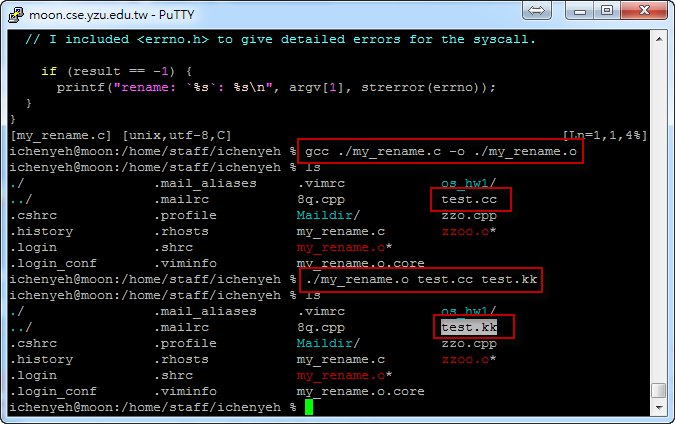 moon.cse.yzu.edu.tw - PuTTY
// I included <errno.h> to give detailed errors for the syscall.
if (result == -1) {
printf("rename: `%s`: %s\n", argv[1], strerror(errno));
}
}
[my_rename.c] [unix,utf-8,C] [Ln=1,1,4%]
ichenyeh@moon:/home/staff/ichenyeh % gcc ./my_rename.c -o ./my_rename.o
ichenyeh@moon:/home/staff/ichenyeh % ls
./ .mail_aliases .vimrc os_hw1/
../ .mailrc 8q.cpp test.cc
.cshrc .profile Maildir/ zzo.cpp
.history .rhosts my_rename.c zzoo.o*
.login .shrc my_rename.o*
.login_conf .viminfo my_rename.o.core
ichenyeh@moon:/home/staff/ichenyeh % ./my_rename.o test.cc test.kk
ichenyeh@moon:/home/staff/ichenyeh % ls
./ .mail_aliases .vimrc os_hw1/
../ .mailrc 8q.cpp test.kk
.cshrc .profile Maildir/ zzo.cpp
.history .rhosts my_rename.c zzoo.o*
.login .shrc my_rename.o*
.login_conf .viminfo my_rename.o.core
ichenyeh@moon:/home/staff/ichenyeh %